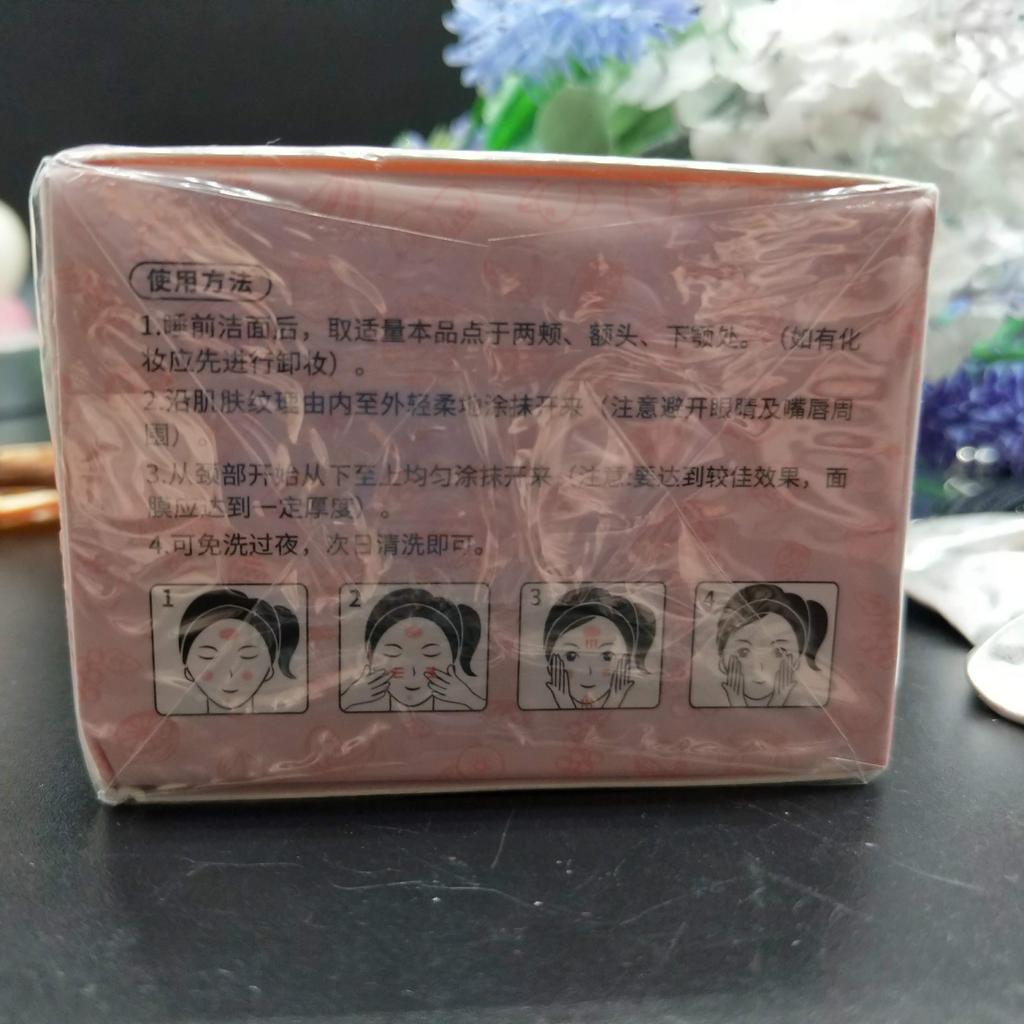 使用方法
1.睡前洁面后，取适量本品点于两颊、额头、下颚处。（如有化
妆应先进行卸妆）。
2.沿肌肤纹理由内至外轻柔地涂抹开来（注意避开眼睛及嘴唇周
围）。
3.从颈部开始从下至上均匀涂抹开来（注意:要达到较佳效果，面
膜应达到一定厚度）。
4.可免洗过夜，次日清洗即可。
1 2 3 4